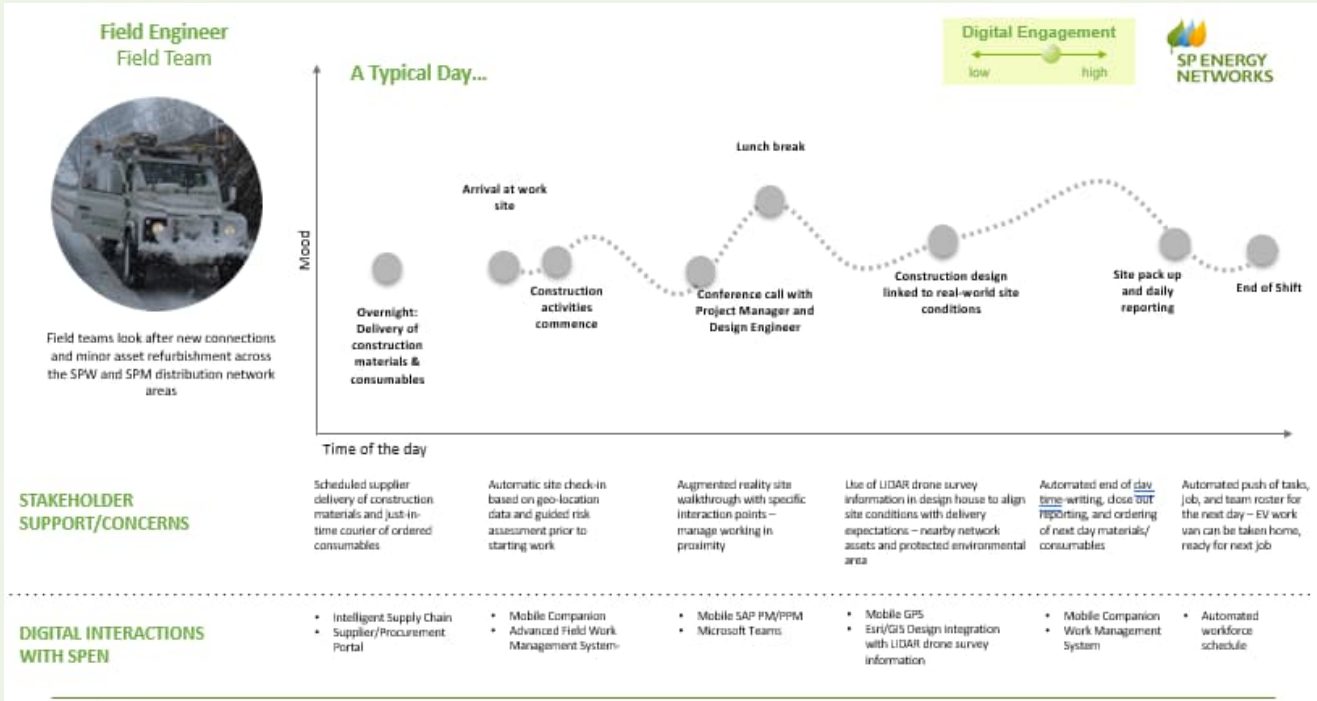 Field Engineer
Field Team
A Typical Day...
Digital Engagement
low
high
SP ENERGY
NETWORKS
Field teams look after new connections
and minor asset refurbishment across
the SPW and SPM distribution network
areas
Mood
Overnight:
Delivery of
construction
materials &
consumables
Arrival at work
site
Construction
activities
commence
Conference call with
Project Manager and
Design Engineer
Lunch break
Construction design
linked to real-world site
conditions
Site pack up
and daily
reporting
End of Shift
Time of the day
STAKEHOLDER
SUPPORT/CONCERNS
Scheduled supplier
delivery of construction
materials and just-in-
time courier of ordered
consumables
Automatic site check-in
based on geo-location
data and guided risk
assessment prior to
starting work
Augmented reality site
walkthrough with specific
interaction points –
manage working in
proximity
Use of LIDAR drone survey
information in design house to align
site conditions with delivery
expectations – nearby network
assets and protected environmental
area
Automated end of day
time-writing, close out
reporting, and ordering
of next day materials/
consumables
Automated push of tasks,
job, and team roster for
the next day – EV work
van can be taken home,
ready for next job
DIGITAL INTERACTIONS
WITH SPEN
• Intelligent Supply Chain
• Supplier/Procurement
Portal
• Mobile Companion
• Advanced Field Work
Management System
• Mobile SAP PM/PPM
• Microsoft Teams
• Mobile GPS
• Esri/GIS Design Integration
with LIDAR drone survey
information
• Mobile Companion
• Work Management
System
• Automated
workforce
schedule